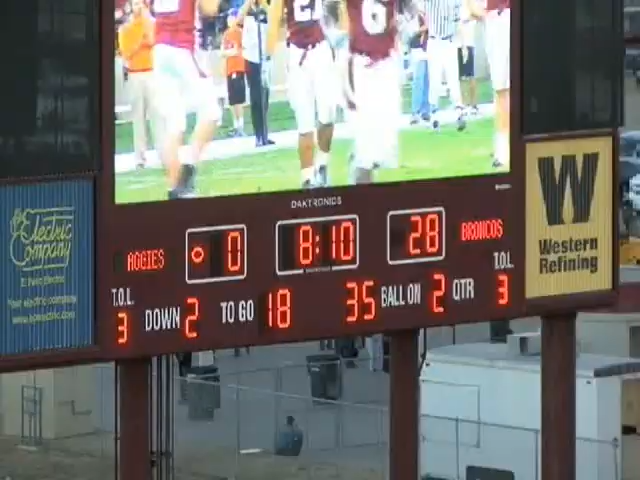 21
6
DAKTRONICS
AGGIES 0 8:10 28 BRONCOS
T.O.L. 3 DOWN 2 TO GO 18 35 BALL ON 2 QTR T.O.L. 3
Electric
Company
W
Western
Refining